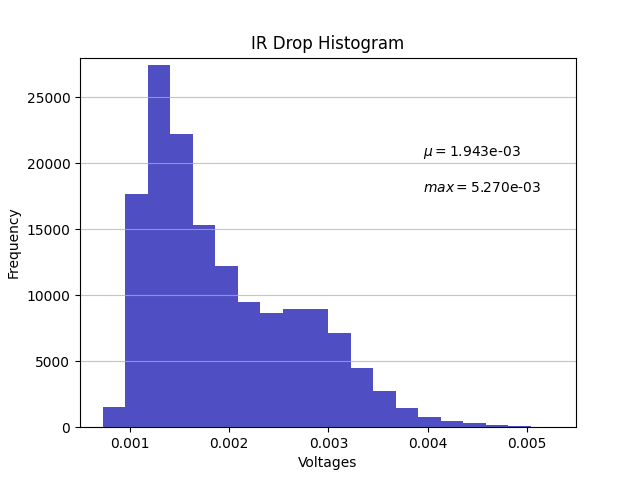 IR Drop Histogram
25000
20000
15000
10000
5000
0
Frequency
μ = 1.943e-03
max = 5.270e-03
0.001 0.002 0.003 0.004 0.005
Voltages